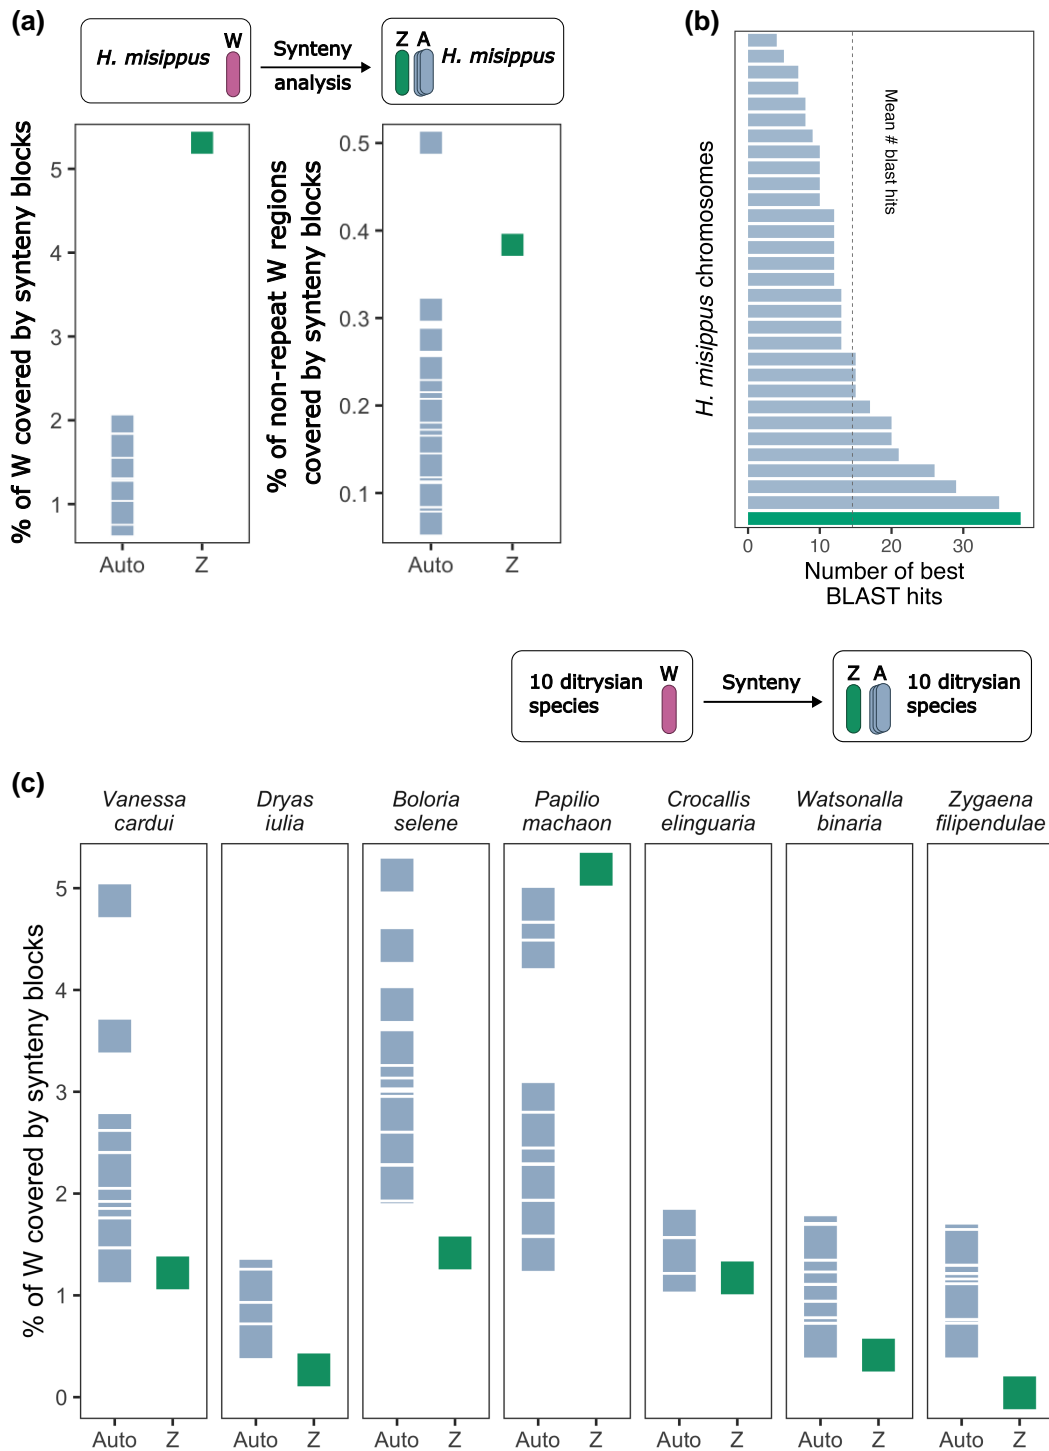 (a)
H. misippus
W
Synteny
analysis
Z A
H. misippus
% of W covered by synteny blocks
5
4
3
2
1
Auto
Z
% of non-repeat W regions
covered by synteny blocks
0.5
0.4
0.3
0.2
0.1
Auto
Z
(b)
H. misippus chromosomes
Mean # blast hits
0
10
20
30
Number of best
BLAST hits
10 ditrysian
species
W
Synteny
Z A
10 ditrysian
species
(c)
Vanessa
cardui
Dryas
iulia
Boloria
selene
Papilio
machaon
Crocallis
elinguaria
Watsonalla
binaria
Zygaena
filipendulae
% of W covered by synteny blocks
5
4
3
2
1
0
Auto
Z
Auto
Z
Auto
Z
Auto
Z
Auto
Z
Auto
Z
Auto
Z